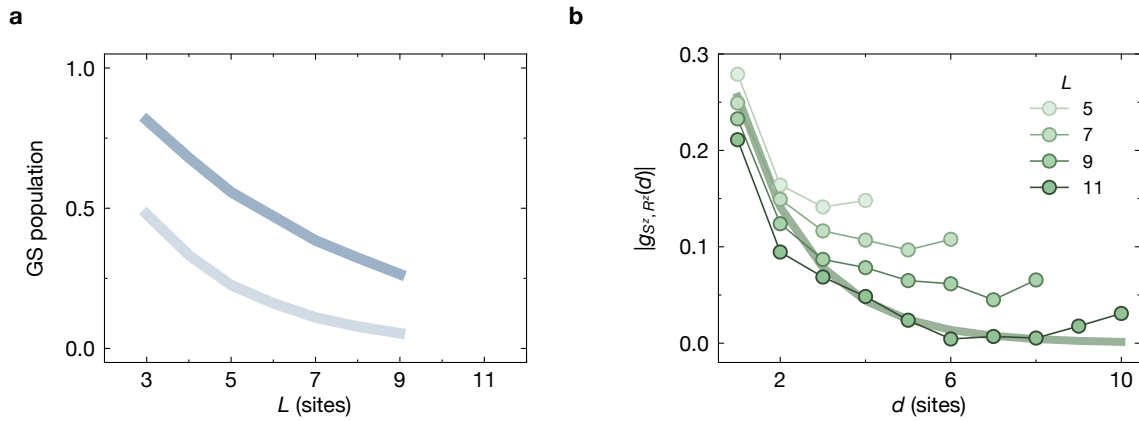 a
1.0
0.5
0.0
GS population
3 5 7 9 11
L (sites)
b
0.3
0.2
0.1
0.0
|g_{S^z, R^z}(d)|
L
5
7
9
11
2 6 10
d (sites)